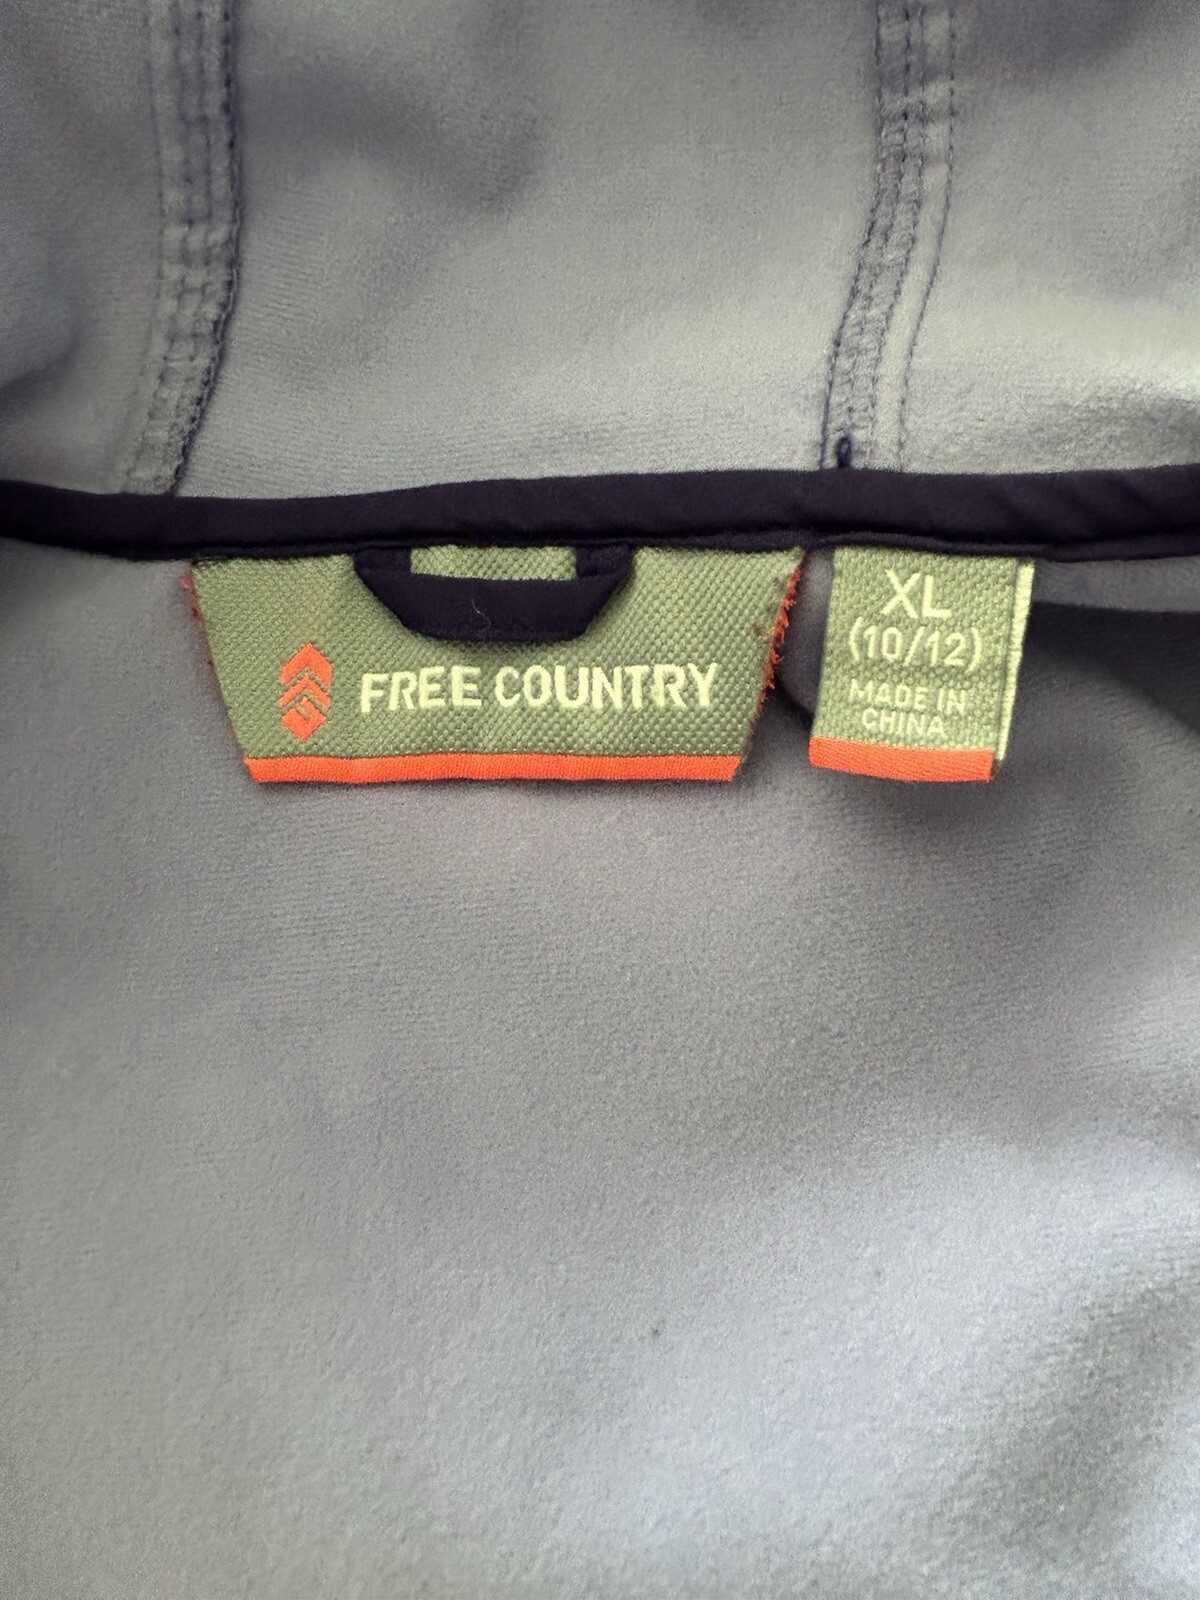 FREE COUNTRY
XL
(10/12)
MADE IN
CHINA